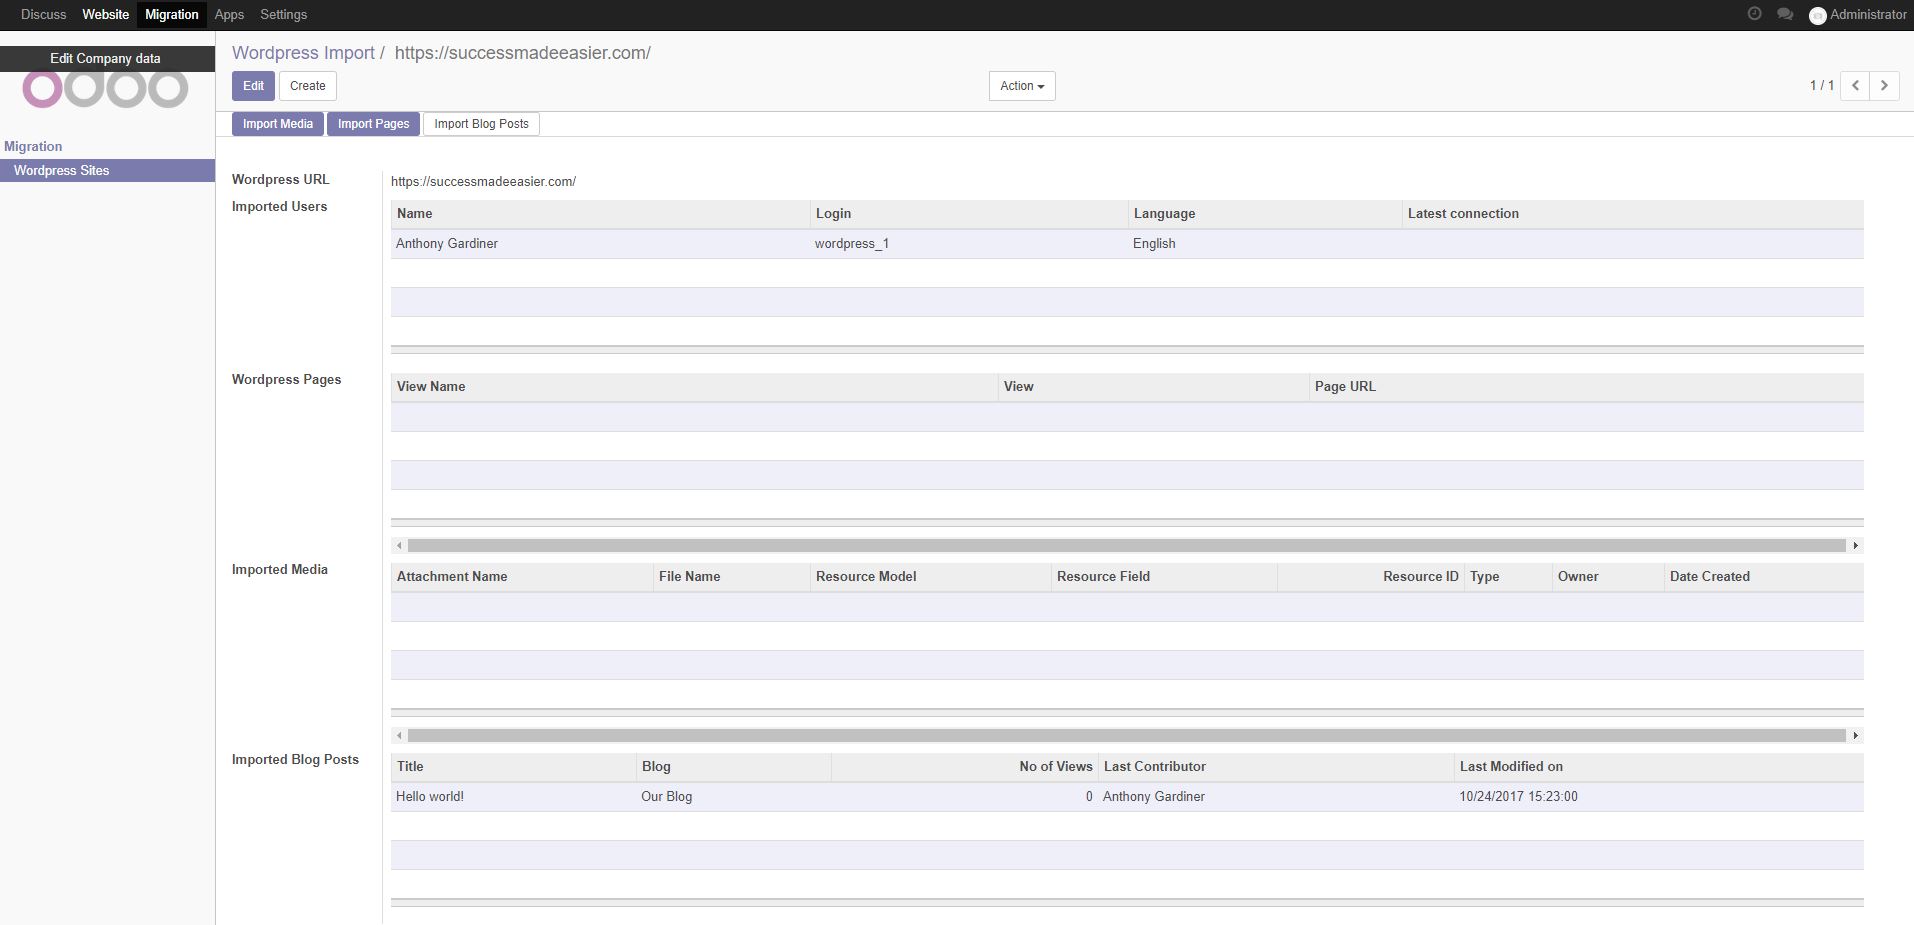 Discuss Website Migration Apps Settings Administrator
Edit Company data
odoo
Migration
Wordpress Sites
Wordpress Import / https://successmadeeasier.com/
Edit Create Action 1 / 1
Import Media Import Pages Import Blog Posts
Wordpress URL https://successmadeeasier.com/
Imported Users
Name Login Language Latest connection
Anthony Gardiner wordpress_1 English
Wordpress Pages
View Name View Page URL
Imported Media
Attachment Name File Name Resource Model Resource Field Resource ID Type Owner Date Created
Imported Blog Posts
Title Blog No of Views Last Contributor Last Modified on
Hello world! Our Blog 0 Anthony Gardiner 10/24/2017 15:23:00